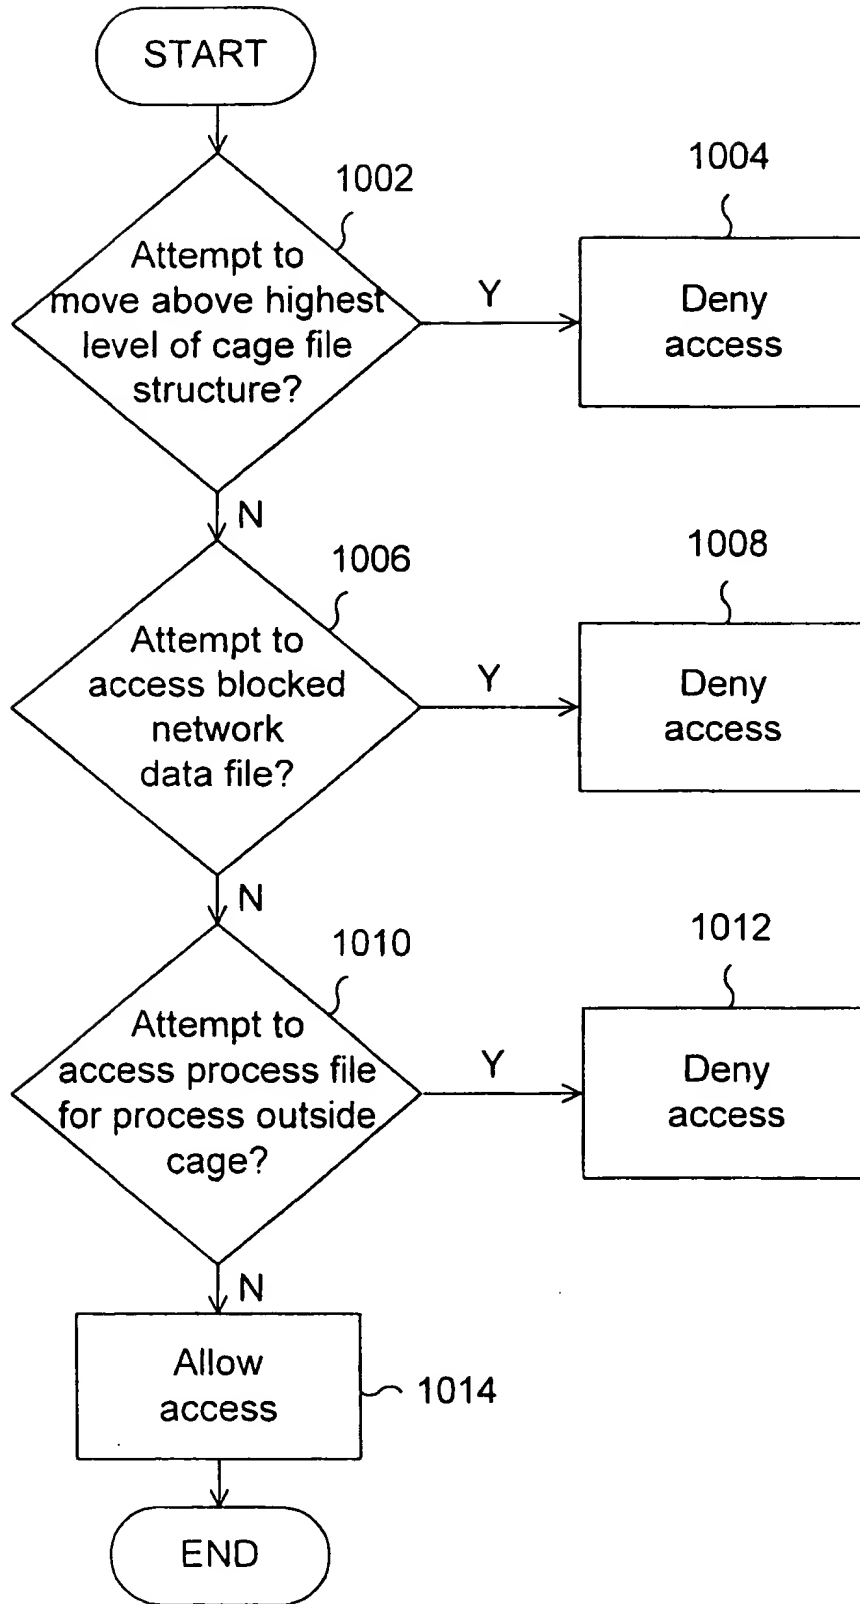 START
1002
Attempt to
move above highest
level of cage file
structure?
Y
1004
Deny
access
N
1006
Attempt to
access blocked
network
data file?
Y
1008
Deny
access
N
1010
Attempt to
access process file
for process outside
cage?
Y
1012
Deny
access
N
Allow
access
1014
END